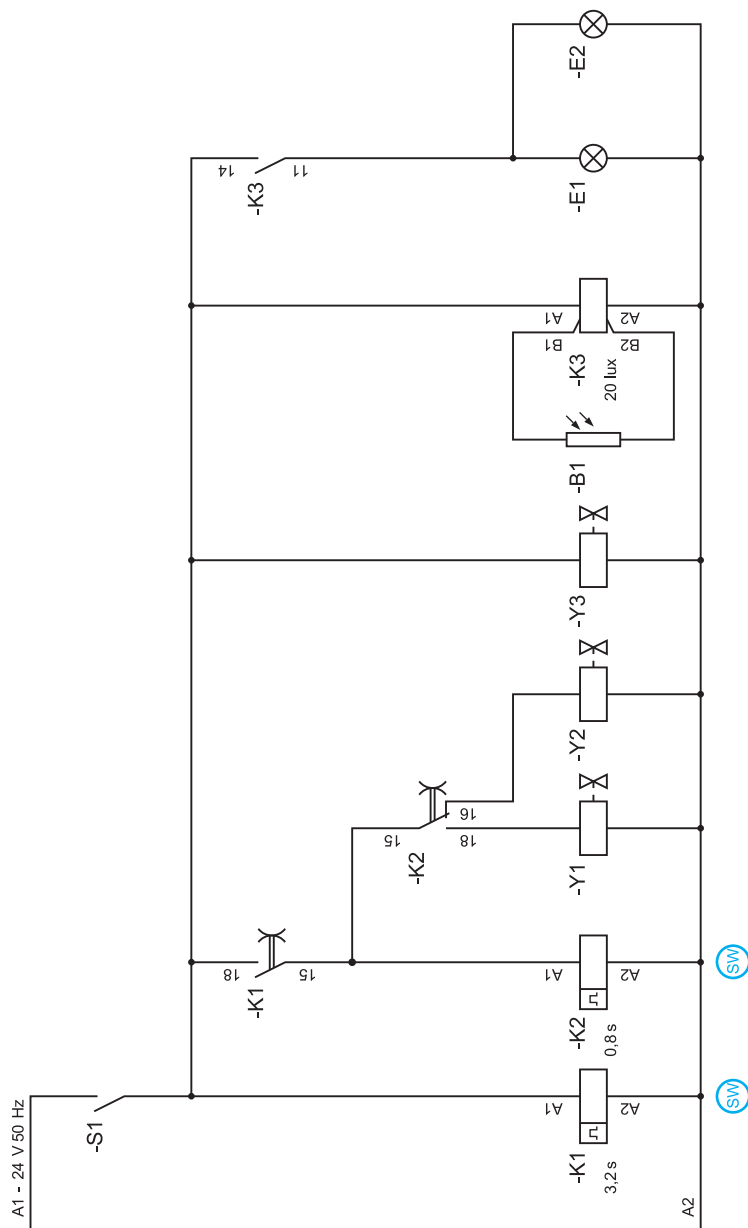 A1 - 24 V 50 Hz
-S1
A1
A2
-K1
3,2 s
SW
A2
18
15
-K1
A1
A2
-K2
0,8 s
SW
15
16
18
-K2
-Y1
-Y2
-Y3
-B1
A1
A2
B1
B2
-K3
20 lux
14
11
-K3
-E1
-E2